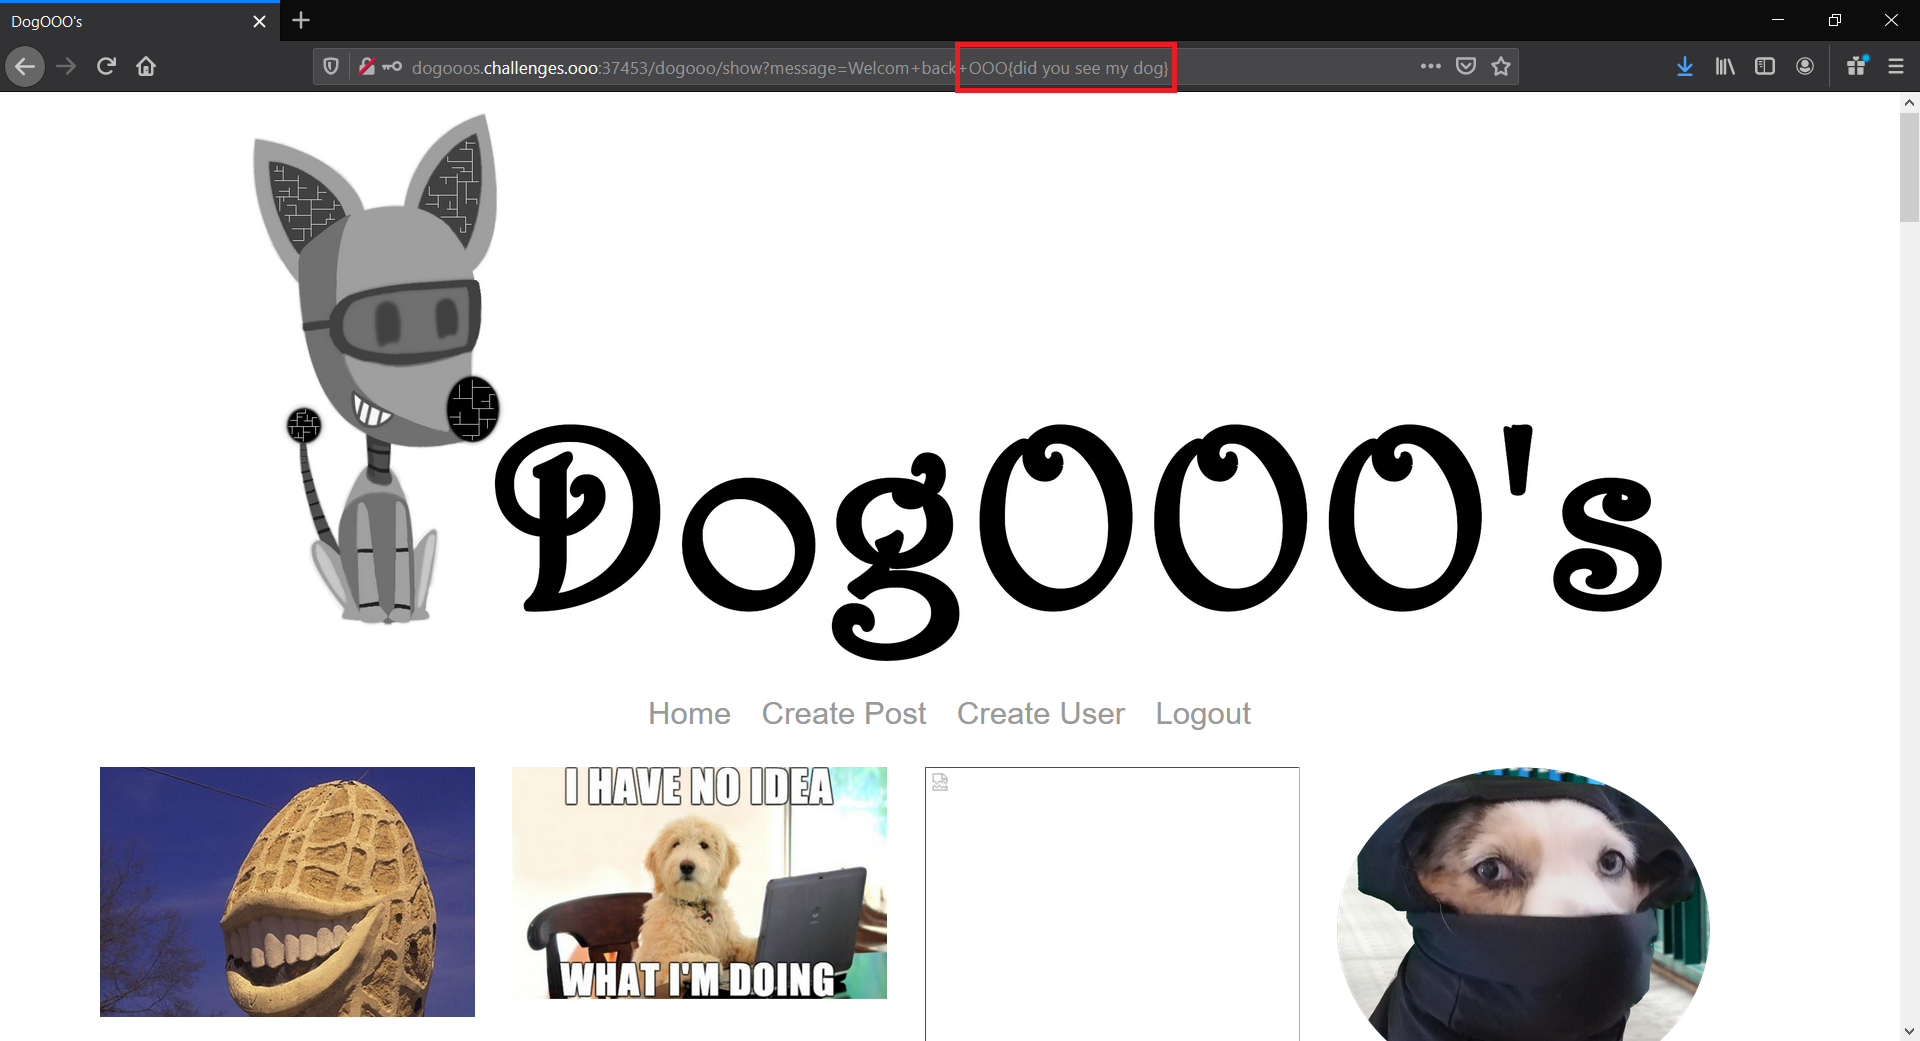 DogOOO's
dogooos.challenges.ooo:37453/dogooo/show?message=Welcom+back+OOO{did you see my dog}
DogOOO's
Home Create Post Create User Logout
I HAVE NO IDEA
WHAT I'M DOING